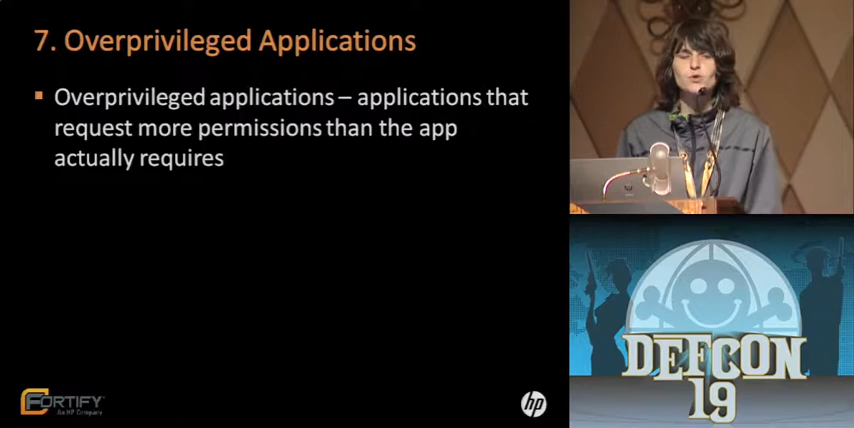 7. Overprivileged Applications
▪ Overprivileged applications – applications that
request more permissions than the app
actually requires
FORTIFY
An HP Company
hp
DEFCON
19